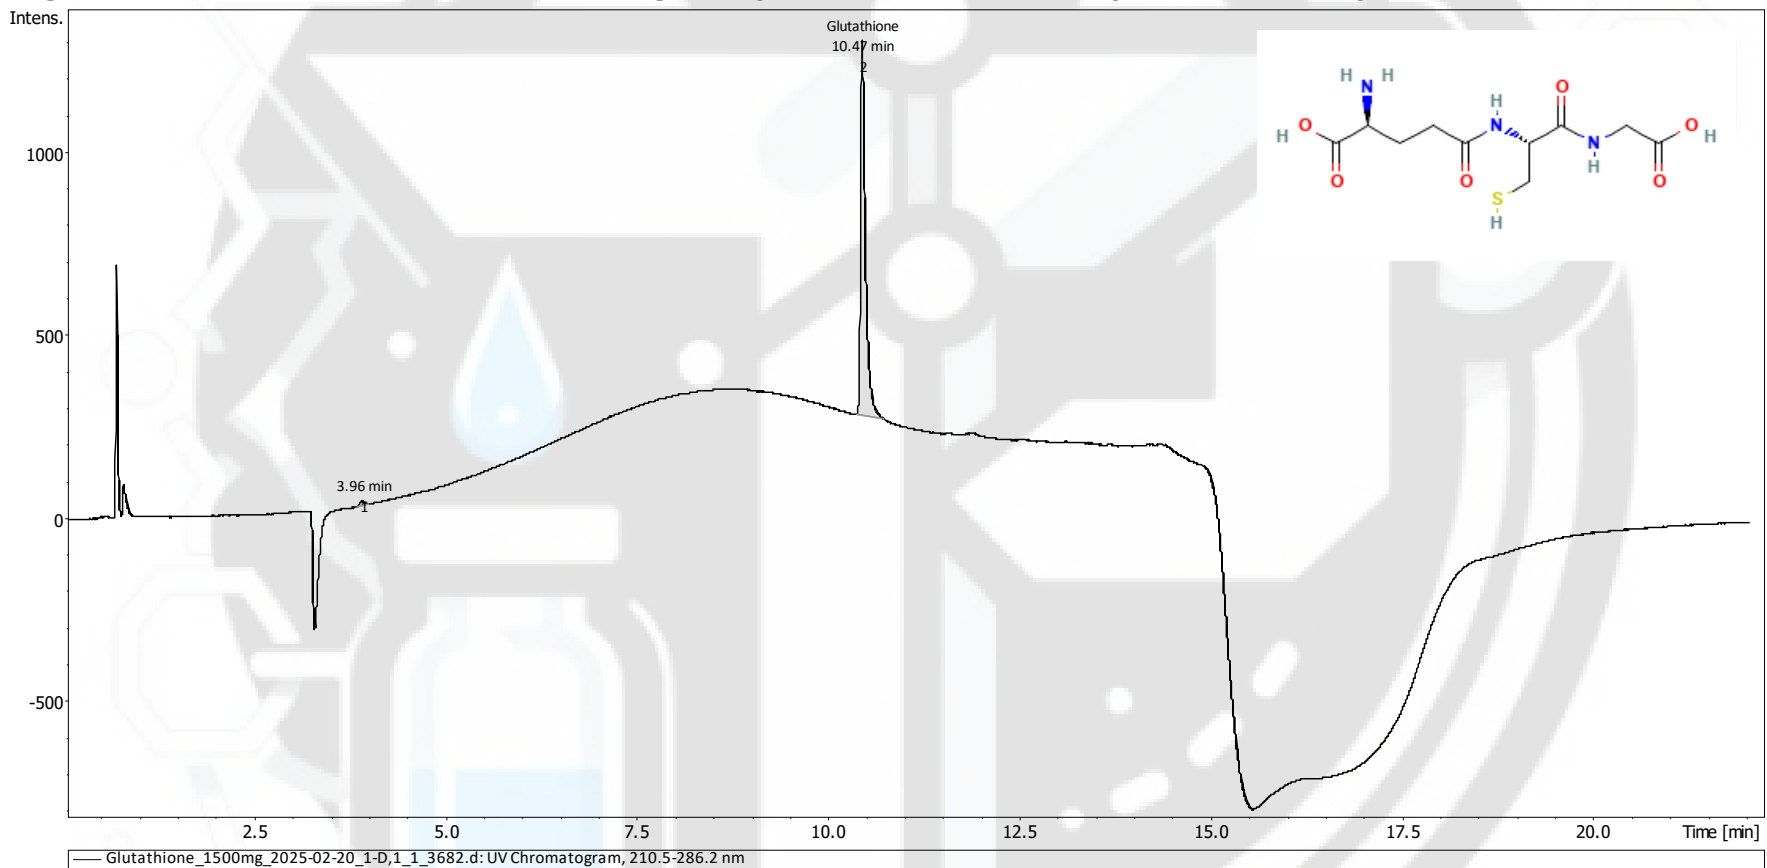 Intens.
Glutathione
10.47 min
2
1000
500
3.96 min
1
0
-500
2.5 5.0 7.5 10.0 12.5 15.0 17.5 20.0 Time [min]
Glutathione_1500mg_2025-02-20_1-D,1_1_3682.d: UV Chromatogram, 210.5-286.2 nm
H N H
H O O
O
H N
O
S H
O
N H
O H
O